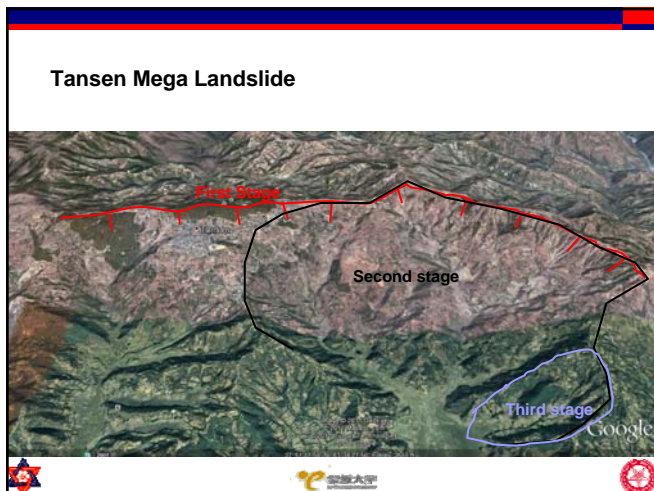 Tansen Mega Landslide
First Stage
Second stage
Third stage
Google